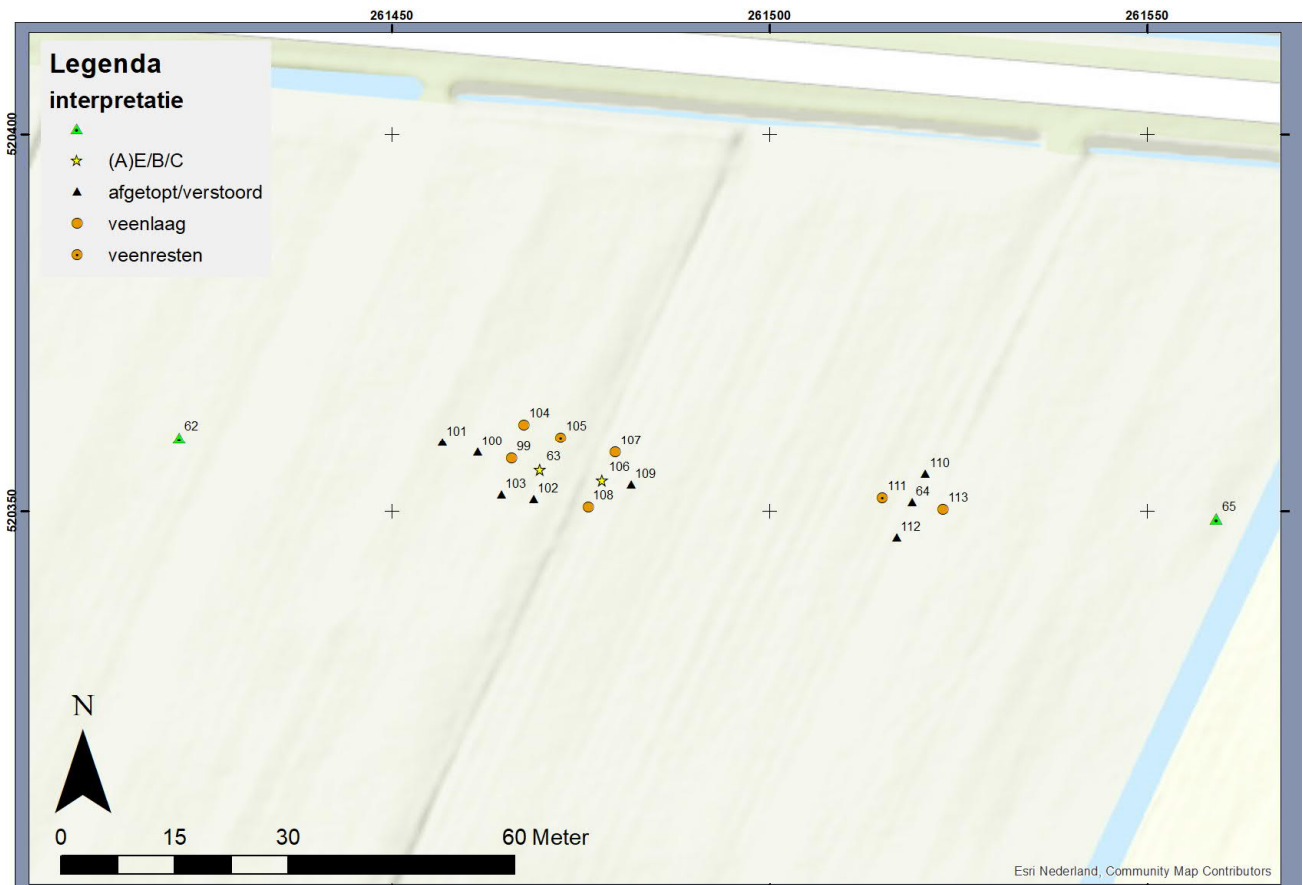 261450 261500 261550
Legenda
interpretatie
(A)E/B/C
afgetopt/verstoord
veenlaag
veenresten
520400
520400
520350
520350
62
101
100
99
104
105
63
103
102
107
106
109
108
110
111
64
113
112
65
N
0 15 30 60 Meter
Esri Nederland, Community Map Contributors